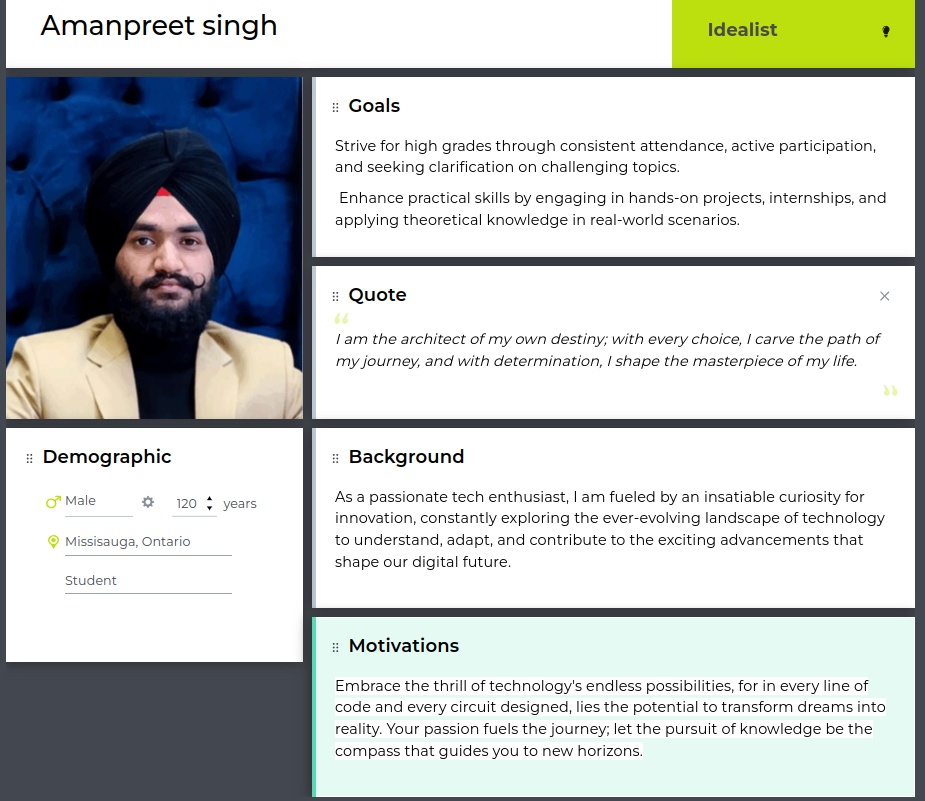 Amanpreet singh
Idealist
Goals
Strive for high grades through consistent attendance, active participation,
and seeking clarification on challenging topics.
Enhance practical skills by engaging in hands-on projects, internships, and
applying theoretical knowledge in real-world scenarios.
Quote
“
I am the architect of my own destiny; with every choice, I carve the path of
my journey, and with determination, I shape the masterpiece of my life.
”
Demographic
Male 120 years
Missisauga, Ontario
Student
Background
As a passionate tech enthusiast, I am fueled by an insatiable curiosity for
innovation, constantly exploring the ever-evolving landscape of technology
to understand, adapt, and contribute to the exciting advancements that
shape our digital future.
Motivations
Embrace the thrill of technology's endless possibilities, for in every line of
code and every circuit designed, lies the potential to transform dreams into
reality. Your passion fuels the journey; let the pursuit of knowledge be the
compass that guides you to new horizons.